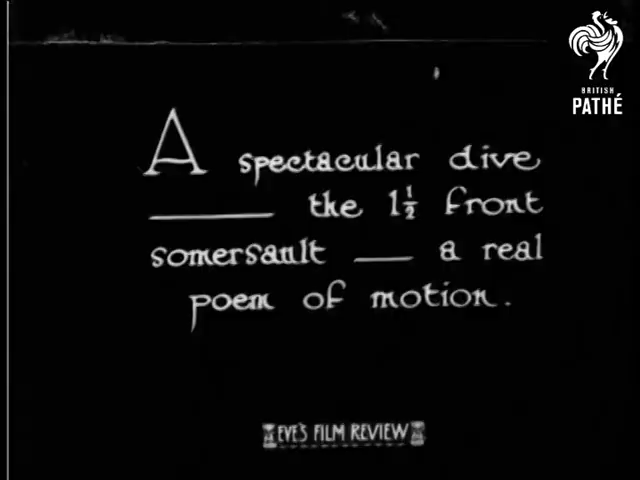 BRITISH
PATHÉ
A spectacular dive
——— the 1½ front
somersault — a real
poem of motion.
EVE'S FILM REVIEW